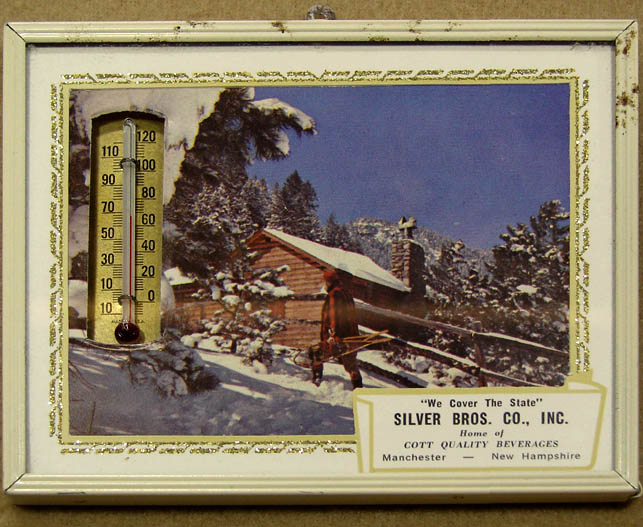 120
110
100
90
80
70
60
50
40
30
20
10
0
10
"We Cover The State"
SILVER BROS. CO., INC.
Home of
COTT QUALITY BEVERAGES
Manchester — New Hampshire